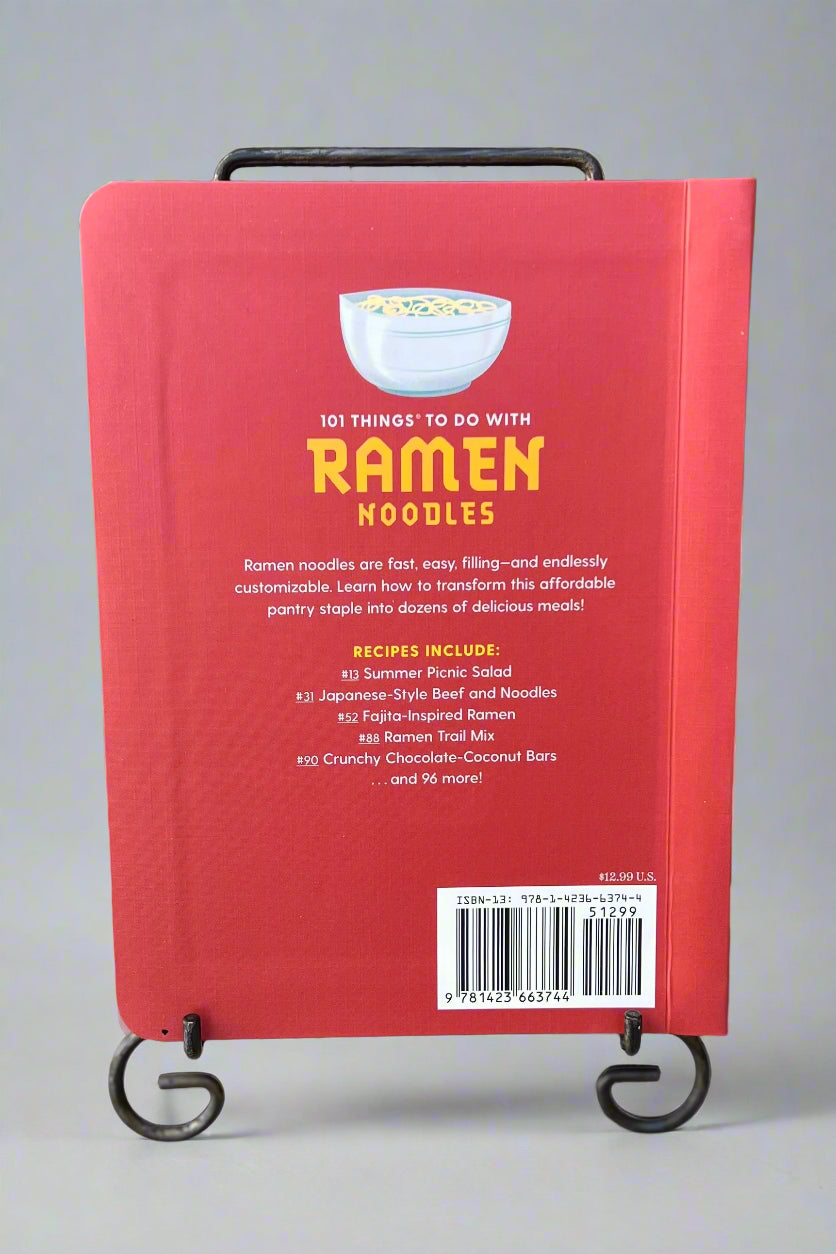 101 THINGS® TO DO WITH
RAMEN
NOODLES
Ramen noodles are fast, easy, filling—and endlessly
customizable. Learn how to transform this affordable
pantry staple into dozens of delicious meals!
RECIPES INCLUDE:
#13 Summer Picnic Salad
#31 Japanese-Style Beef and Noodles
#52 Fajita-Inspired Ramen
#88 Ramen Trail Mix
#90 Crunchy Chocolate-Coconut Bars
...and 96 more!
$12.99 U.S.
ISBN-13: 978-1-4236-6374-4
51299
9 781423 663744